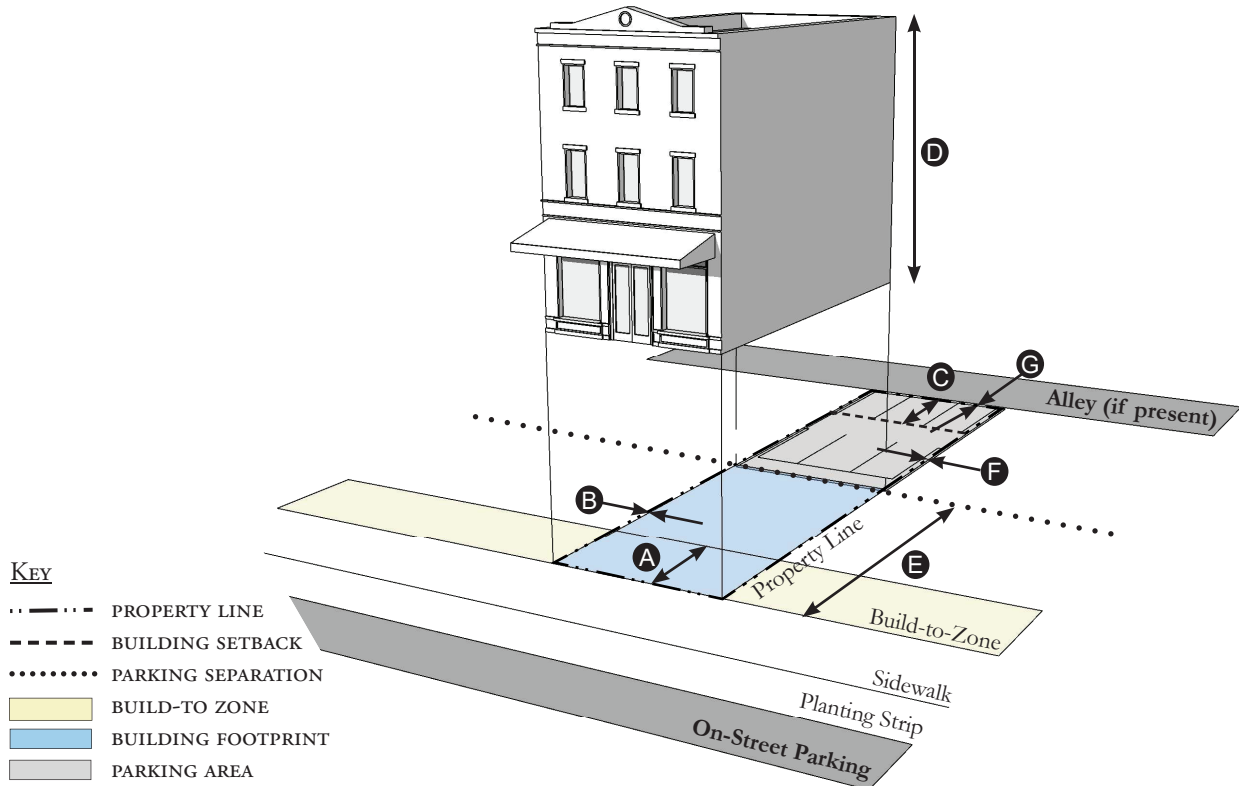 D
C
G
Alley (if present)
F
B
A
Property Line
E
Build-to-Zone
Sidewalk
Planting Strip
On-Street Parking
KEY
PROPERTY LINE
BUILDING SETBACK
PARKING SEPARATION
BUILD-TO ZONE
BUILDING FOOTPRINT
PARKING AREA